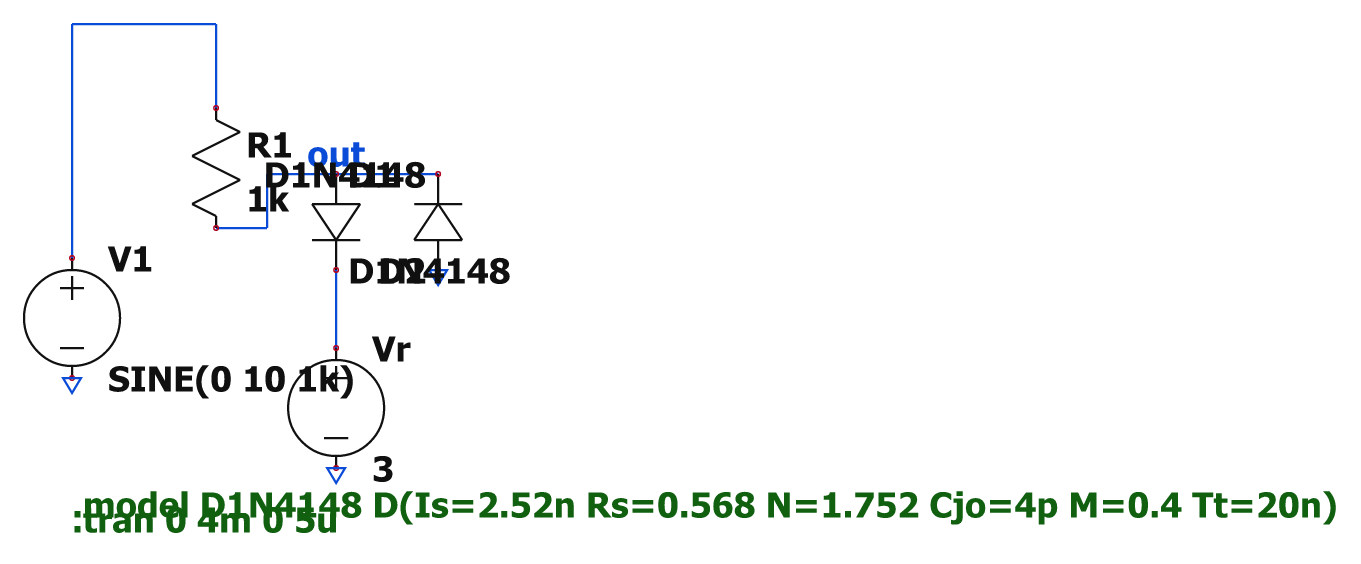 R1
out
1k
V1
D1N4148
Vr
SINE(0 10 1k)
3
.model D1N4148 D(Is=2.52n Rs=0.568 N=1.752 Cjo=4p M=0.4 Tt=20n)
.tran 0 4m 0 5u